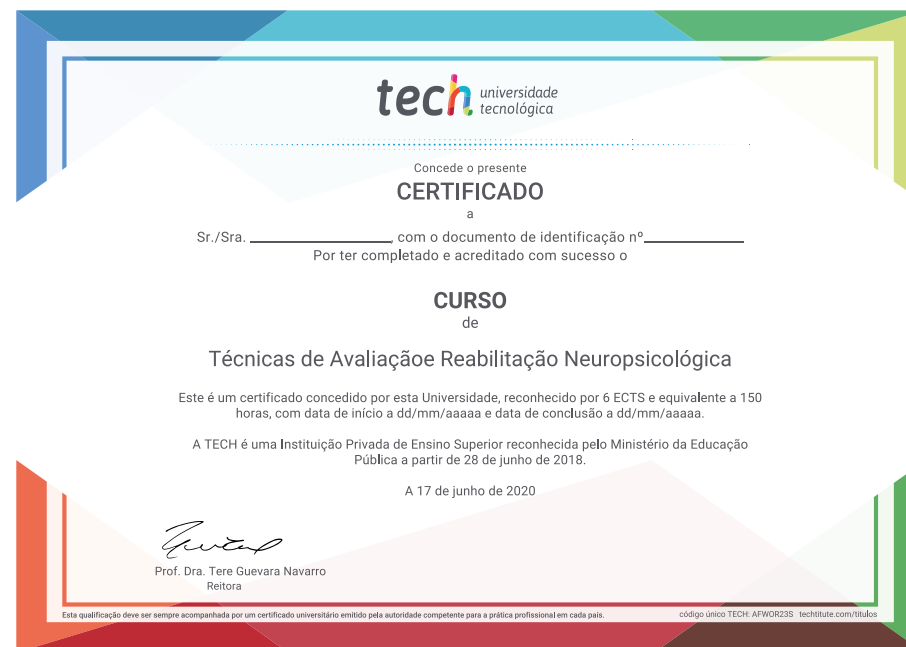 tech universidade
tecnológica
Concede o presente
CERTIFICADO
a
Sr./Sra. ________________, com o documento de identificação nº____________
Por ter completado e acreditado com sucesso o
CURSO
de
Técnicas de Avaliaçãoe Reabilitação Neuropsicológica
Este é um certificado concedido por esta Universidade, reconhecido por 6 ECTS e equivalente a 150
horas, com data de início a dd/mm/aaaaa e data de conclusão a dd/mm/aaaaa.
A TECH é uma Instituição Privada de Ensino Superior reconhecida pelo Ministério da Educação
Pública a partir de 28 de junho de 2018.
A 17 de junho de 2020
Prof. Dra. Tere Guevara Navarro
Reitora
Esta qualificação deve ser sempre acompanhada por um certificado universitário emitido pela autoridade competente para a prática profissional em cada país. código único TECH: AFWOR23S techtitute.com/titulos